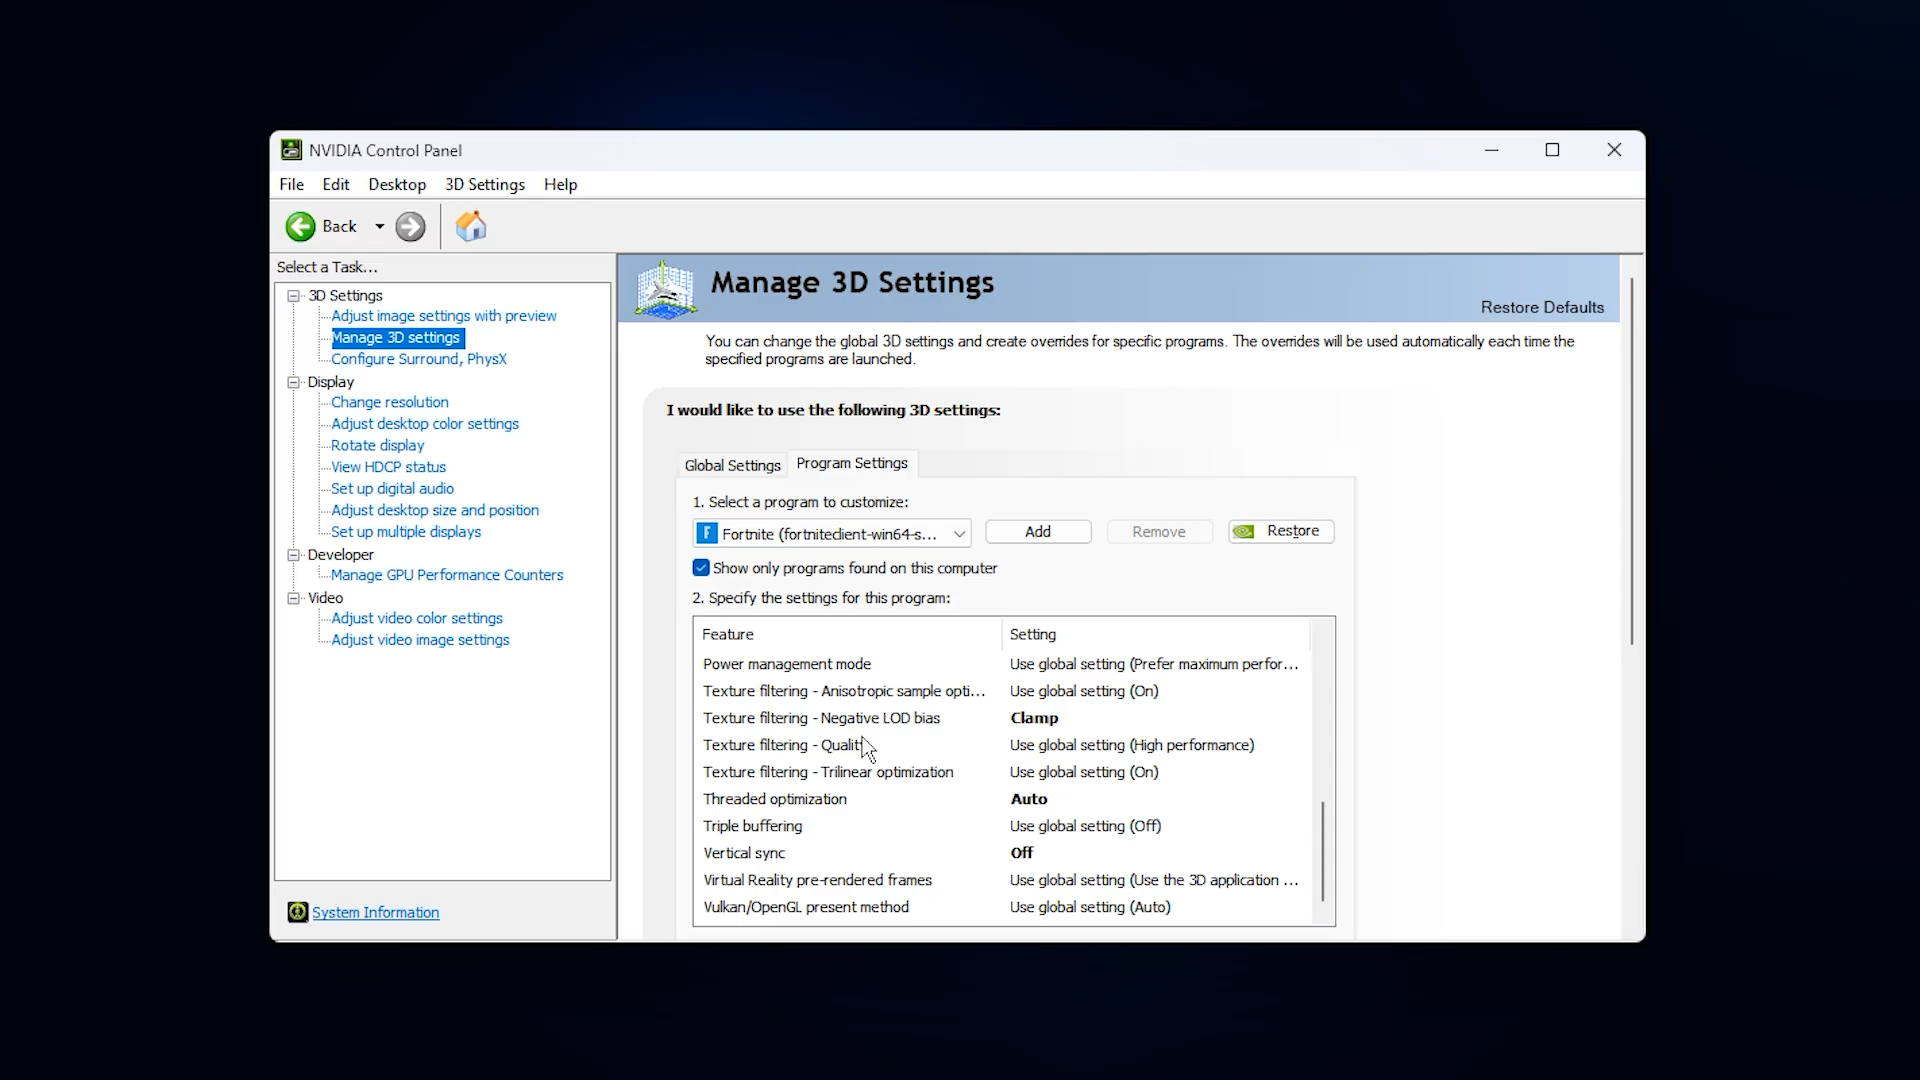 NVIDIA Control Panel
File Edit Desktop 3D Settings Help
Back
Select a Task...
3D Settings
Adjust image settings with preview
Manage 3D settings
Configure Surround, PhysX
Display
Change resolution
Adjust desktop color settings
Rotate display
View HDCP status
Set up digital audio
Adjust desktop size and position
Set up multiple displays
Developer
Manage GPU Performance Counters
Video
Adjust video color settings
Adjust video image settings
System Information
Manage 3D Settings
Restore Defaults
You can change the global 3D settings and create overrides for specific programs. The overrides will be used automatically each time the
specified programs are launched.
I would like to use the following 3D settings:
Global Settings Program Settings
1. Select a program to customize:
F Fortnite (fortniteclient-win64-s... Add Remove Restore
Show only programs found on this computer
2. Specify the settings for this program:
Feature Setting
Power management mode Use global setting (Prefer maximum perfor...
Texture filtering - Anisotropic sample opti... Use global setting (On)
Texture filtering - Negative LOD bias Clamp
Texture filtering - Quality Use global setting (High performance)
Texture filtering - Trilinear optimization Use global setting (On)
Threaded optimization Auto
Triple buffering Use global setting (Off)
Vertical sync Off
Virtual Reality pre-rendered frames Use global setting (Use the 3D application ...
Vulkan/OpenGL present method Use global setting (Auto)